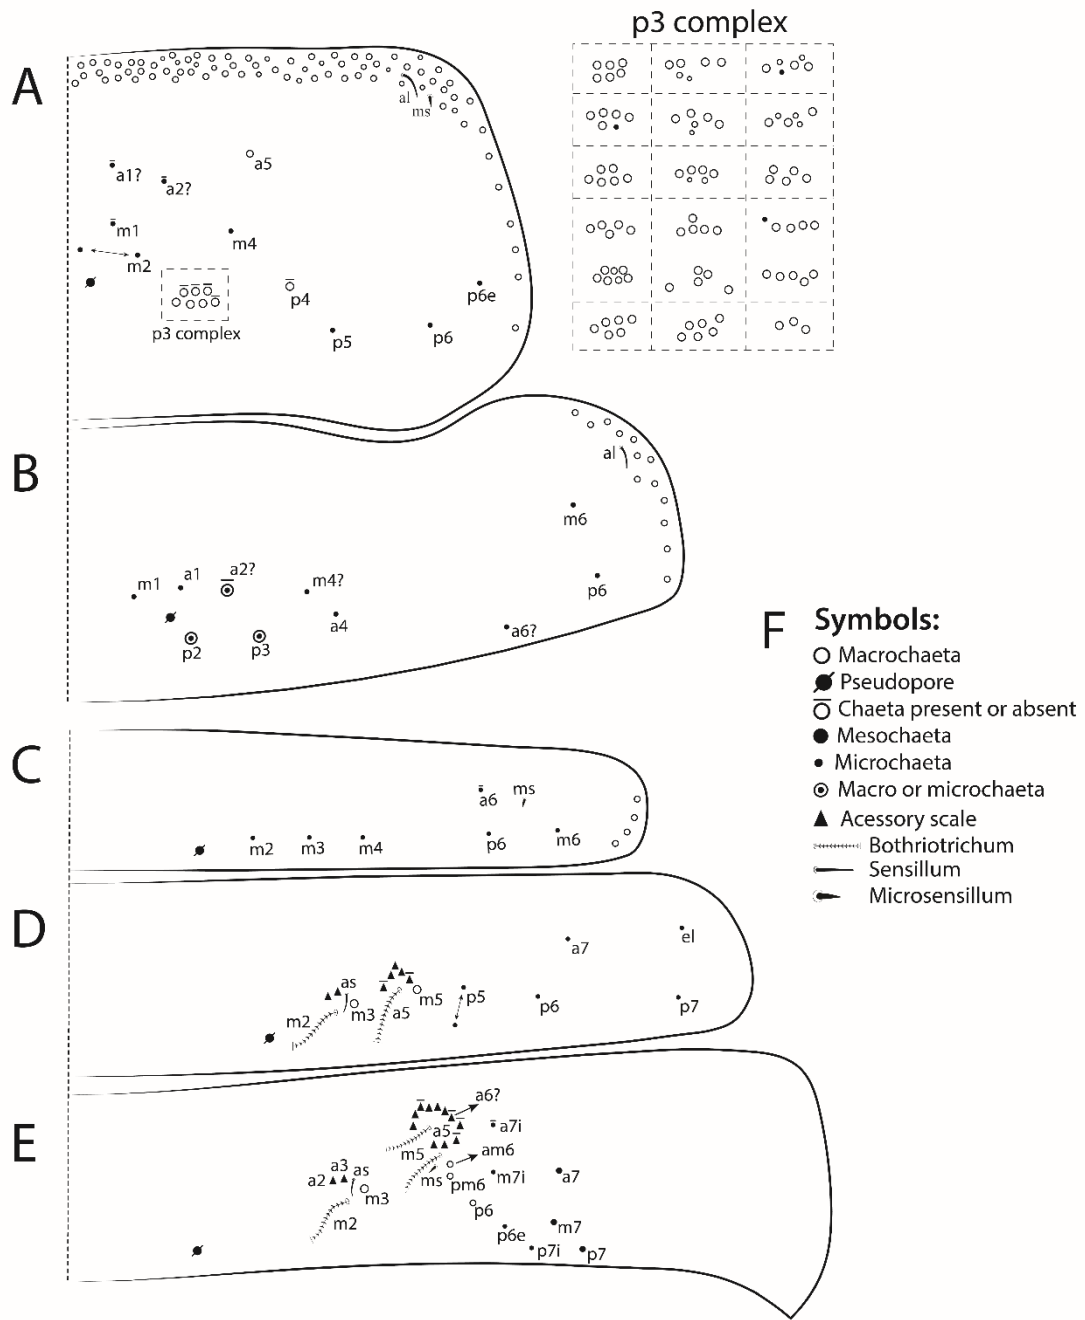 p3 complex
A
al
ms
a1?
a2?
a5
m1
m4
m2
p4
p6e
p3 complex
p5
p6
B
al
m6
m1
a1
a2?
m4?
p6
a4
p2
p3
a6?
C
a6
ms
m2
m3
m4
p6
m6
D
el
a7
as
m2
m3
a5
m5
p5
p6
p7
E
a6?
a5
a7i
m5
am6
a3
as
a2
m3
ms
pm6
m7i
a7
m2
p6
p6e
m7
p7i
p7
F
Symbols:
Macrochaeta
Pseudopore
Chaeta present or absent
Mesochaeta
Microchaeta
Macro or microchaeta
Acessory scale
Bothriotrichum
Sensillum
Microsensillum